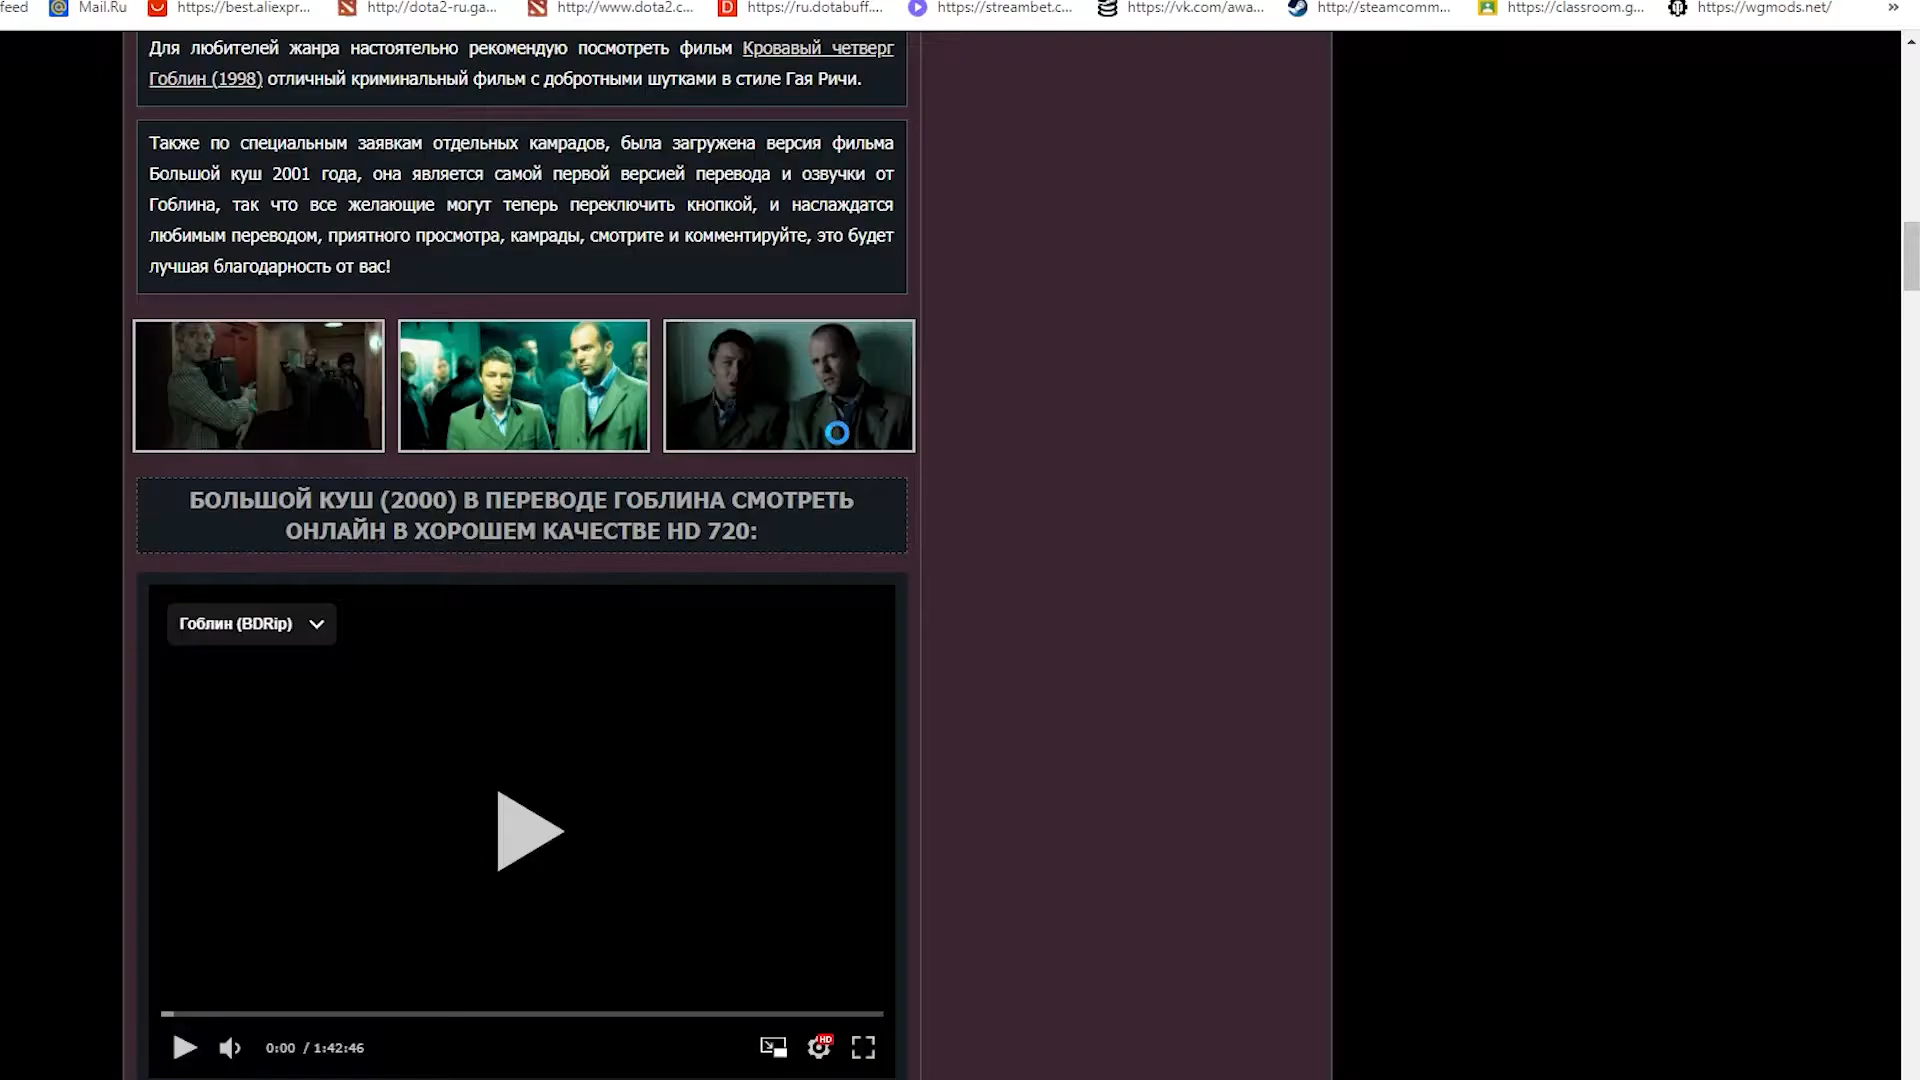 feed Mail.Ru https://best.aliexpr... http://dota2-ru.ga... http://www.dota2.c... https://ru.dotabuff.... https://streambet.c... https://vk.com/awa... http://steamcomm... https://classroom.g... https://wgmods.net/ »
Для любителей жанра настоятельно рекомендую посмотреть фильм Кровавый четверг
Гоблин (1998) отличный криминальный фильм с добротными шутками в стиле Гая Ричи.
Также по специальным заявкам отдельных камрадов, была загружена версия фильма
Большой куш 2001 года, она является самой первой версией перевода и озвучки от
Гоблина, так что все желающие могут теперь переключить кнопкой, и наслаждатся
любимым переводом, приятного просмотра, камрады, смотрите и комментируйте, это будет
лучшая благодарность от вас!
БОЛЬШОЙ КУШ (2000) В ПЕРЕВОДЕ ГОБЛИНА СМОТРЕТЬ
ОНЛАЙН В ХОРОШЕМ КАЧЕСТВЕ HD 720:
Гоблин (BDRip)
0:00 / 1:42:46 HD